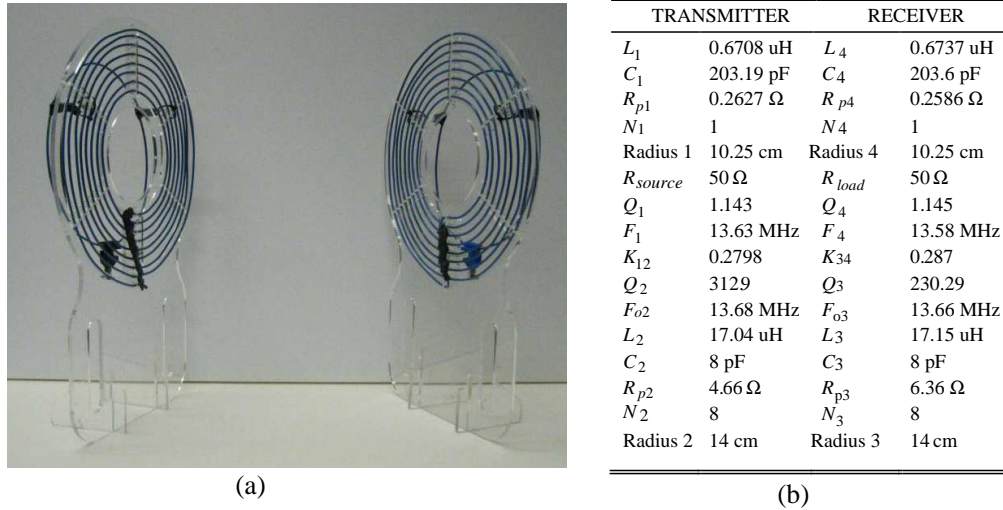 TRANSMITTER RECEIVER
L1 0.6708 uH L4 0.6737 uH
C1 203.19 pF C4 203.6 pF
Rp1 0.2627 Ω Rp4 0.2586 Ω
N1 1 N4 1
Radius 1 10.25 cm Radius 4 10.25 cm
Rsource 50 Ω Rload 50 Ω
Q1 1.143 Q4 1.145
F1 13.63 MHz F4 13.58 MHz
K12 0.2798 K34 0.287
Q2 3129 Q3 230.29
Fo2 13.68 MHz Fo3 13.66 MHz
L2 17.04 uH L3 17.15 uH
C2 8 pF C3 8 pF
Rp2 4.66 Ω Rp3 6.36 Ω
N2 8 N3 8
Radius 2 14 cm Radius 3 14 cm
(a) (b)